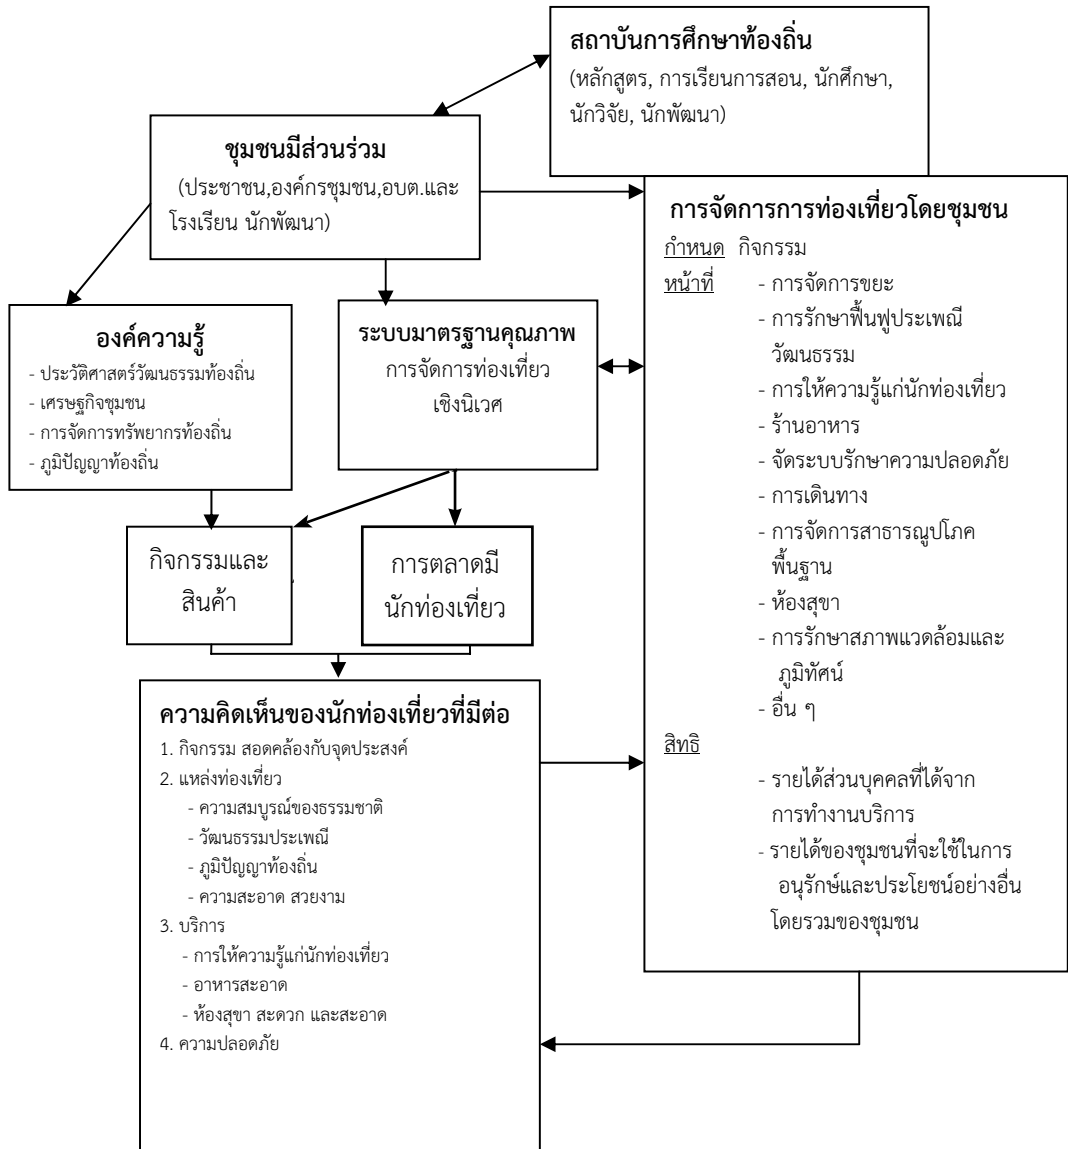 สถาบันการศึกษาท้องถิ่น
(หลักสูตร, การเรียนการสอน, นักศึกษา,
นักวิจัย, นักพัฒนา)
ชุมชนมีส่วนร่วม
(ประชาชน,องค์กรชุมชน,อบต.และ
โรงเรียน นักพัฒนา)
องค์ความรู้
- ประวัติศาสตร์วัฒนธรรมท้องถิ่น
- เศรษฐกิจชุมชน
- การจัดการทรัพยากรท้องถิ่น
- ภูมิปัญญาท้องถิ่น
ระบบมาตรฐานคุณภาพ
การจัดการท่องเที่ยว
เชิงนิเวศ
กิจกรรมและ
สินค้า
การตลาดมี
นักท่องเที่ยว
ความคิดเห็นของนักท่องเที่ยวที่มีต่อ
1. กิจกรรม สอดคล้องกับจุดประสงค์
2. แหล่งท่องเที่ยว
- ความสมบูรณ์ของธรรมชาติ
- วัฒนธรรมประเพณี
- ภูมิปัญญาท้องถิ่น
- ความสะอาด สวยงาม
3. บริการ
- การให้ความรู้แก่นักท่องเที่ยว
- อาหารสะอาด
- ห้องสุขา สะดวก และสะอาด
4. ความปลอดภัย
การจัดการการท่องเที่ยวโดยชุมชน
กำหนด กิจกรรม
หน้าที่ - การจัดการขยะ
- การรักษาฟื้นฟูประเพณี
วัฒนธรรม
- การให้ความรู้แก่นักท่องเที่ยว
- ร้านอาหาร
- จัดระบบรักษาความปลอดภัย
- การเดินทาง
- การจัดการสาธารณูปโภค
พื้นฐาน
- ห้องสุขา
- การรักษาสภาพแวดล้อมและ
ภูมิทัศน์
- อื่น ๆ
สิทธิ
- รายได้ส่วนบุคคลที่ได้จาก
การทำงานบริการ
- รายได้ของชุมชนที่จะใช้ในการ
อนุรักษ์และประโยชน์อย่างอื่น
โดยรวมของชุมชน